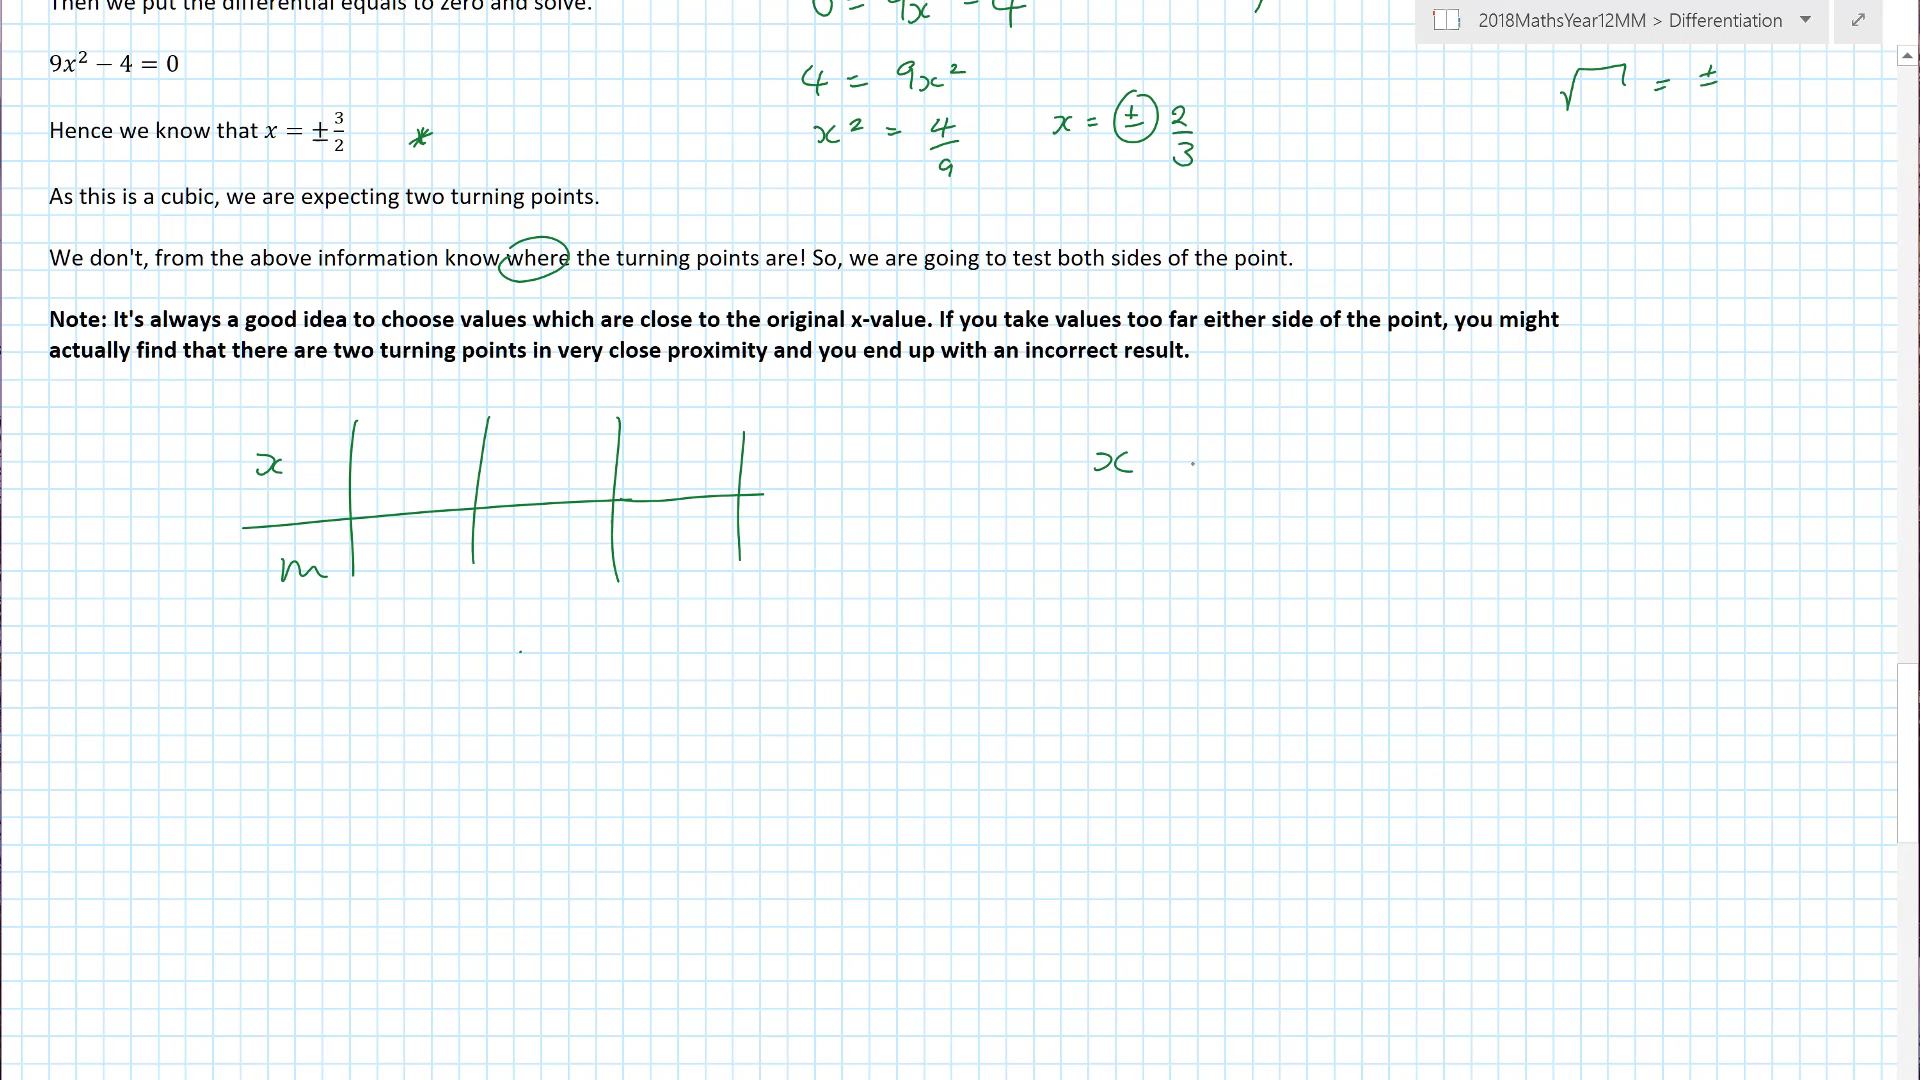 Then we put the differential equals to zero and solve.
0 = 9x² - 4
2018MathsYear12MM > Differentiation
9x² − 4 = 0
4 = 9x²
√ = ±
Hence we know that x = ± 3/2 *
x² = 4/9
x = ± 2/3
As this is a cubic, we are expecting two turning points.
We don't, from the above information know where the turning points are! So, we are going to test both sides of the point.
Note: It's always a good idea to choose values which are close to the original x-value. If you take values too far either side of the point, you might
actually find that there are two turning points in very close proximity and you end up with an incorrect result.
x
x
m